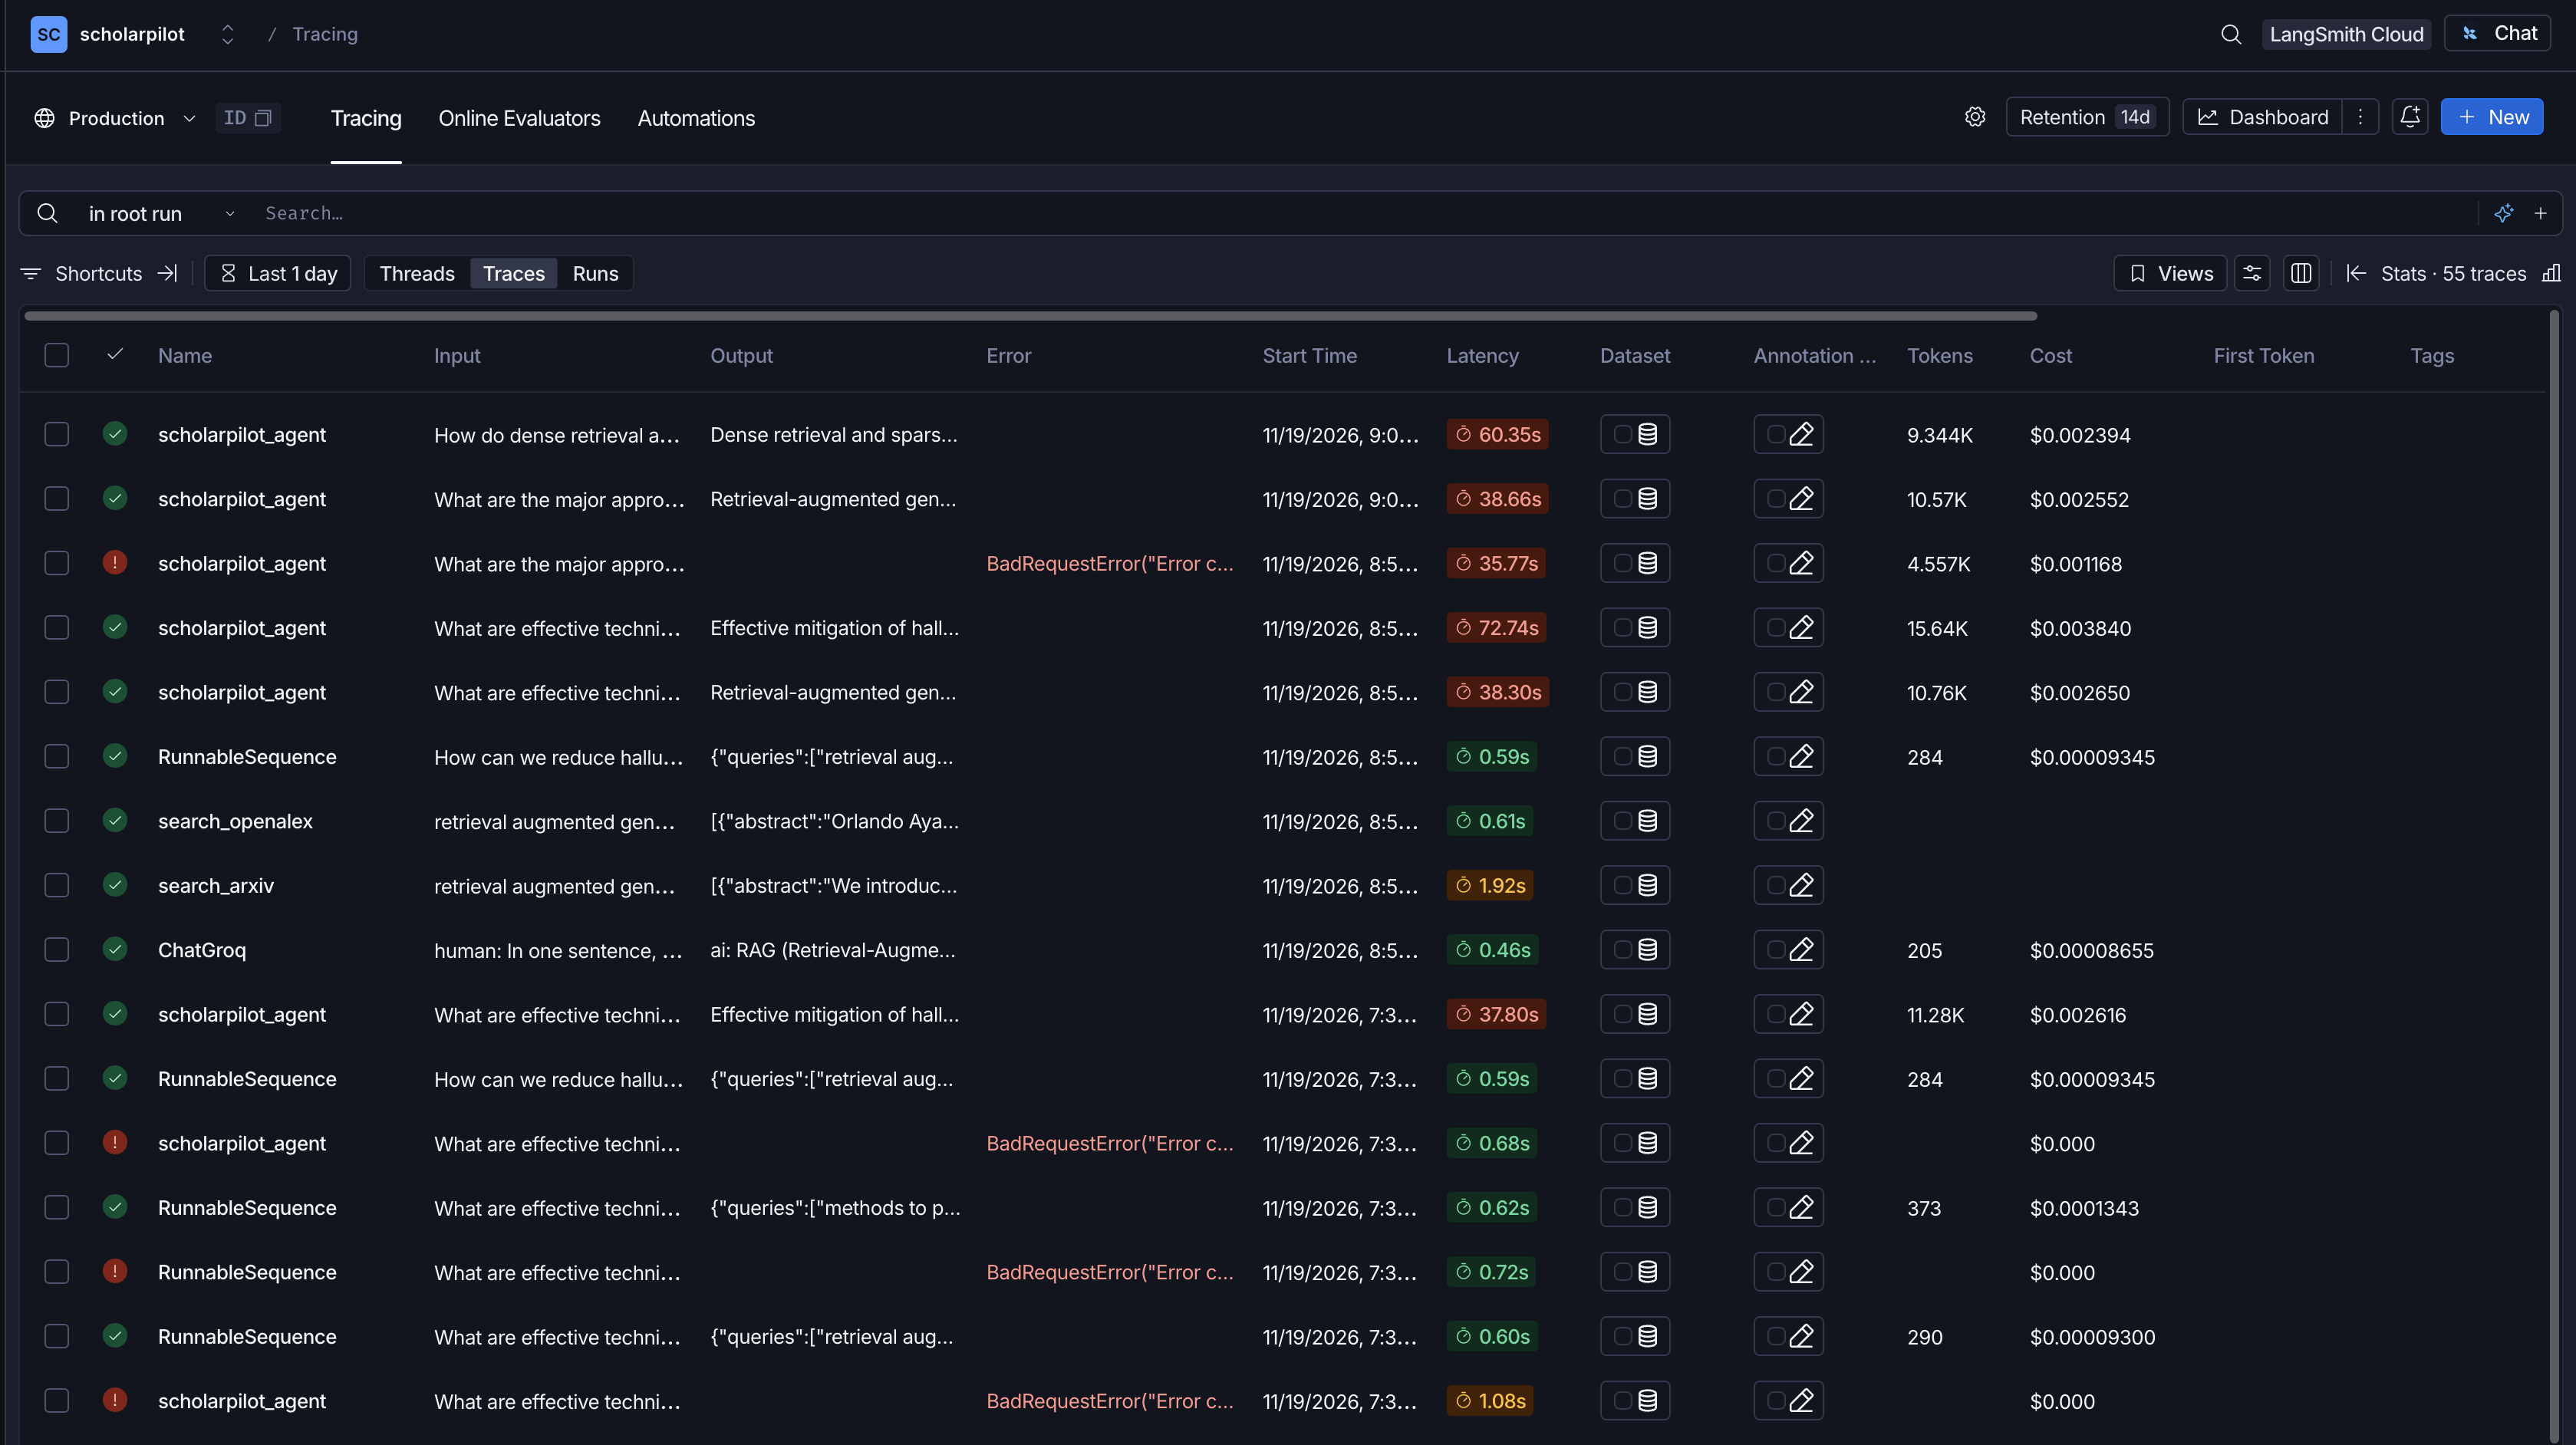 SC scholarpilot / Tracing LangSmith Cloud Chat
Production ID Tracing Online Evaluators Automations Retention 14d Dashboard + New
in root run Search…
Shortcuts Last 1 day Threads Traces Runs Views Stats · 55 traces
Name Input Output Error Start Time Latency Dataset Annotation ... Tokens Cost First Token Tags
scholarpilot_agent How do dense retrieval a... Dense retrieval and spars... 11/19/2026, 9:0... 60.35s 9.344K $0.002394
scholarpilot_agent What are the major appro... Retrieval-augmented gen... 11/19/2026, 9:0... 38.66s 10.57K $0.002552
scholarpilot_agent What are the major appro... BadRequestError("Error c... 11/19/2026, 8:5... 35.77s 4.557K $0.001168
scholarpilot_agent What are effective techni... Effective mitigation of hall... 11/19/2026, 8:5... 72.74s 15.64K $0.003840
scholarpilot_agent What are effective techni... Retrieval-augmented gen... 11/19/2026, 8:5... 38.30s 10.76K $0.002650
RunnableSequence How can we reduce hallu... {"queries":["retrieval aug... 11/19/2026, 8:5... 0.59s 284 $0.00009345
search_openalex retrieval augmented gen... [{"abstract":"Orlando Aya... 11/19/2026, 8:5... 0.61s
search_arxiv retrieval augmented gen... [{"abstract":"We introduc... 11/19/2026, 8:5... 1.92s
ChatGroq human: In one sentence, ... ai: RAG (Retrieval-Augme... 11/19/2026, 8:5... 0.46s 205 $0.00008655
scholarpilot_agent What are effective techni... Effective mitigation of hall... 11/19/2026, 7:3... 37.80s 11.28K $0.002616
RunnableSequence How can we reduce hallu... {"queries":["retrieval aug... 11/19/2026, 7:3... 0.59s 284 $0.00009345
scholarpilot_agent What are effective techni... BadRequestError("Error c... 11/19/2026, 7:3... 0.68s $0.000
RunnableSequence What are effective techni... {"queries":["methods to p... 11/19/2026, 7:3... 0.62s 373 $0.0001343
RunnableSequence What are effective techni... BadRequestError("Error c... 11/19/2026, 7:3... 0.72s $0.000
RunnableSequence What are effective techni... {"queries":["retrieval aug... 11/19/2026, 7:3... 0.60s 290 $0.00009300
scholarpilot_agent What are effective techni... BadRequestError("Error c... 11/19/2026, 7:3... 1.08s $0.000